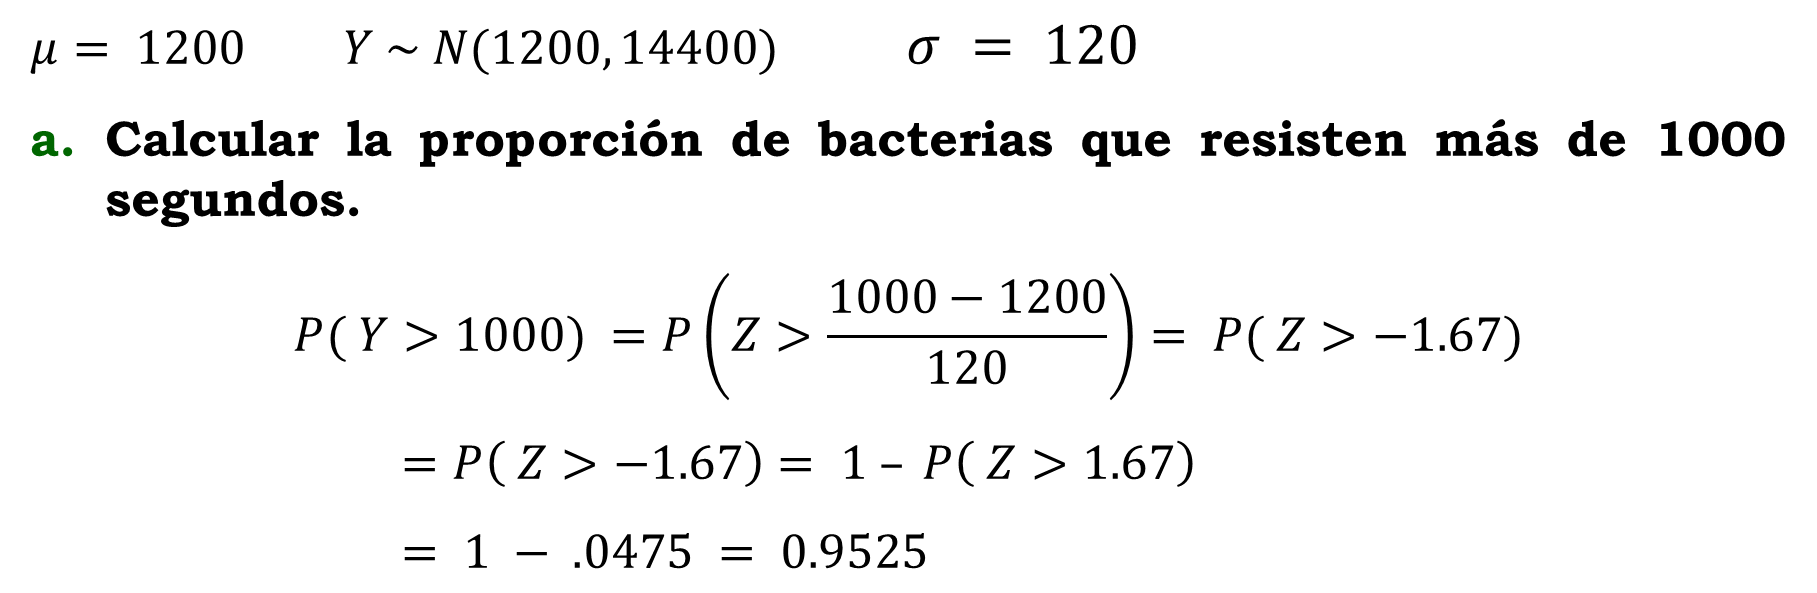 μ = 1200 Y ~ N(1200, 14400) σ = 120
a. Calcular la proporción de bacterias que resisten más de 1000
segundos.
P( Y > 1000) = P ( Z > (1000 − 1200)/120 ) = P( Z > −1.67)
= P( Z > −1.67) = 1 – P( Z > 1.67)
= 1 − .0475 = 0.9525